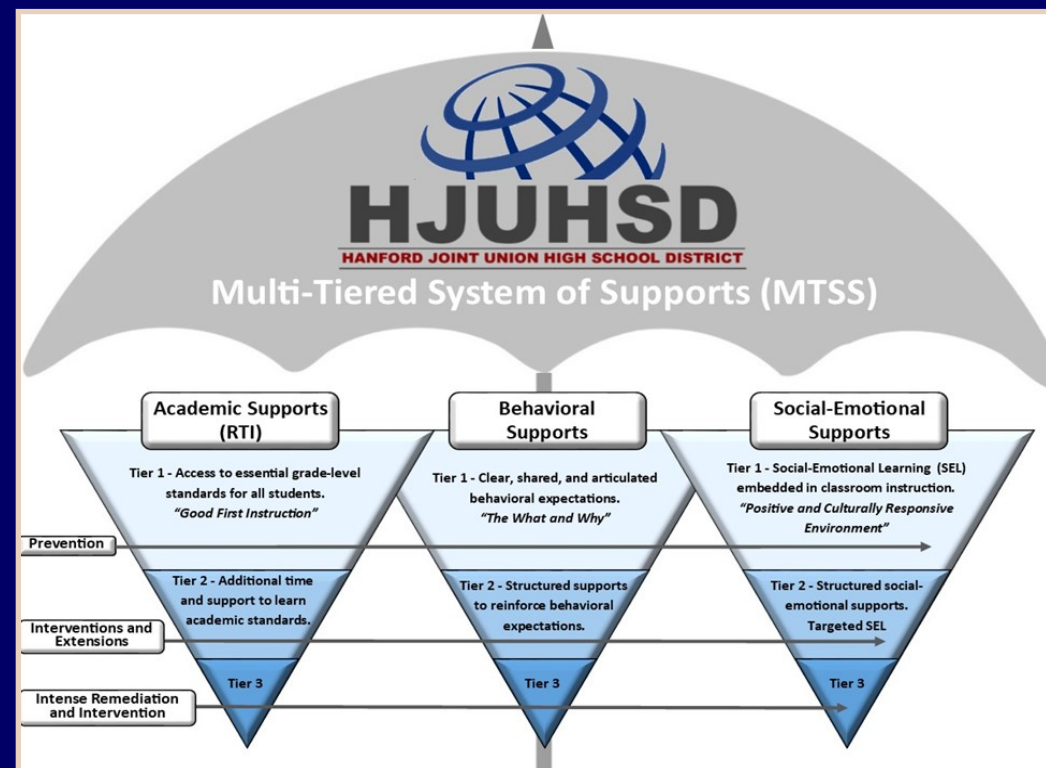 HJUHSD
HANFORD JOINT UNION HIGH SCHOOL DISTRICT
Multi-Tiered System of Supports (MTSS)
Academic Supports
(RTI)
Tier 1 - Access to essential grade-level
standards for all students.
“Good First Instruction”
Behavioral
Supports
Tier 1 - Clear, shared, and articulated
behavioral expectations.
“The What and Why”
Social-Emotional
Supports
Tier 1 - Social-Emotional Learning (SEL)
embedded in classroom instruction.
“Positive and Culturally Responsive
Environment”
Prevention
Tier 2 - Additional time
and support to learn
academic standards.
Tier 2 - Structured supports
to reinforce behavioral
expectations.
Tier 2 - Structured social-
emotional supports.
Targeted SEL
Interventions and
Extensions
Tier 3
Tier 3
Tier 3
Intense Remediation
and Intervention